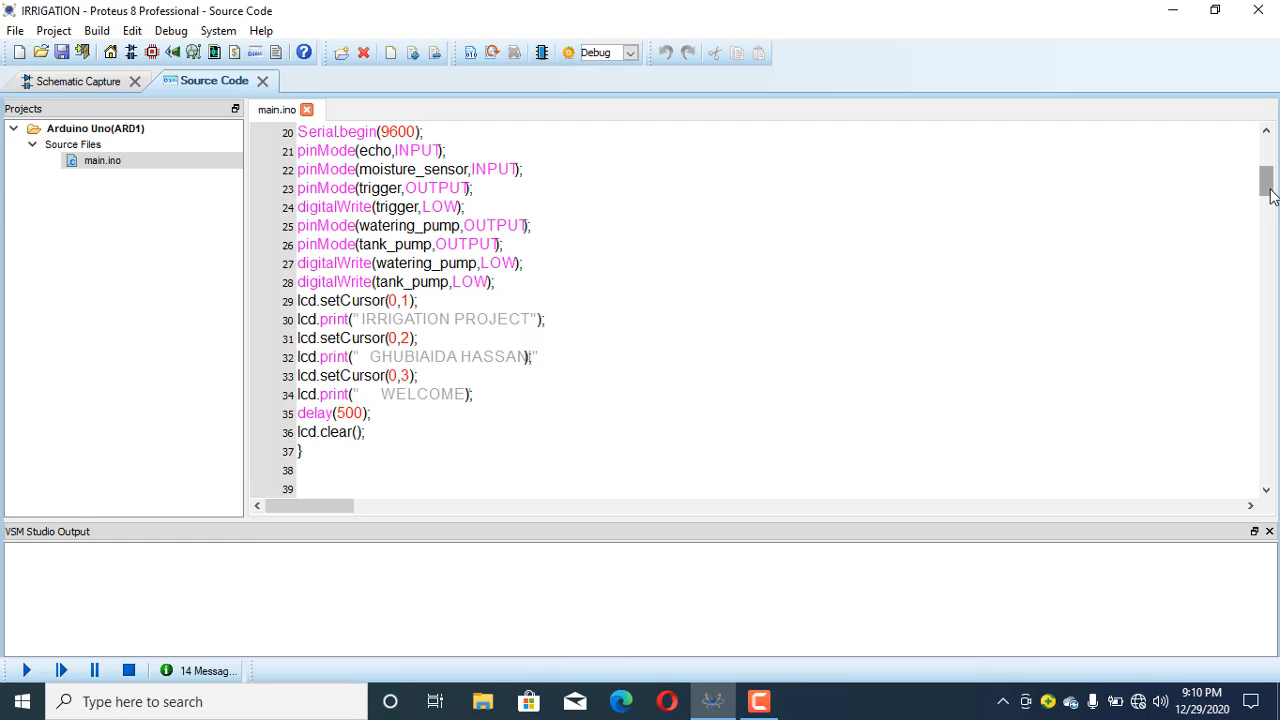 IRRIGATION - Proteus 8 Professional - Source Code
File Project Build Edit Debug System Help
Debug
Schematic Capture Source Code
Projects
Arduino Uno(ARD1)
Source Files
main.ino
main.ino
20 Serial.begin(9600);
21 pinMode(echo,INPUT);
22 pinMode(moisture_sensor,INPUT);
23 pinMode(trigger,OUTPUT);
24 digitalWrite(trigger,LOW);
25 pinMode(watering_pump,OUTPUT);
26 pinMode(tank_pump,OUTPUT);
27 digitalWrite(watering_pump,LOW);
28 digitalWrite(tank_pump,LOW);
29 lcd.setCursor(0,1);
30 lcd.print(" IRRIGATION PROJECT");
31 lcd.setCursor(0,2);
32 lcd.print("   GHUBIAIDA HASSAN");
33 lcd.setCursor(0,3);
34 lcd.print("      WELCOME);
35 delay(500);
36 lcd.clear();
37 }
38
39
VSM Studio Output
14 Messag...
Type here to search
9:10 PM
12/29/2020